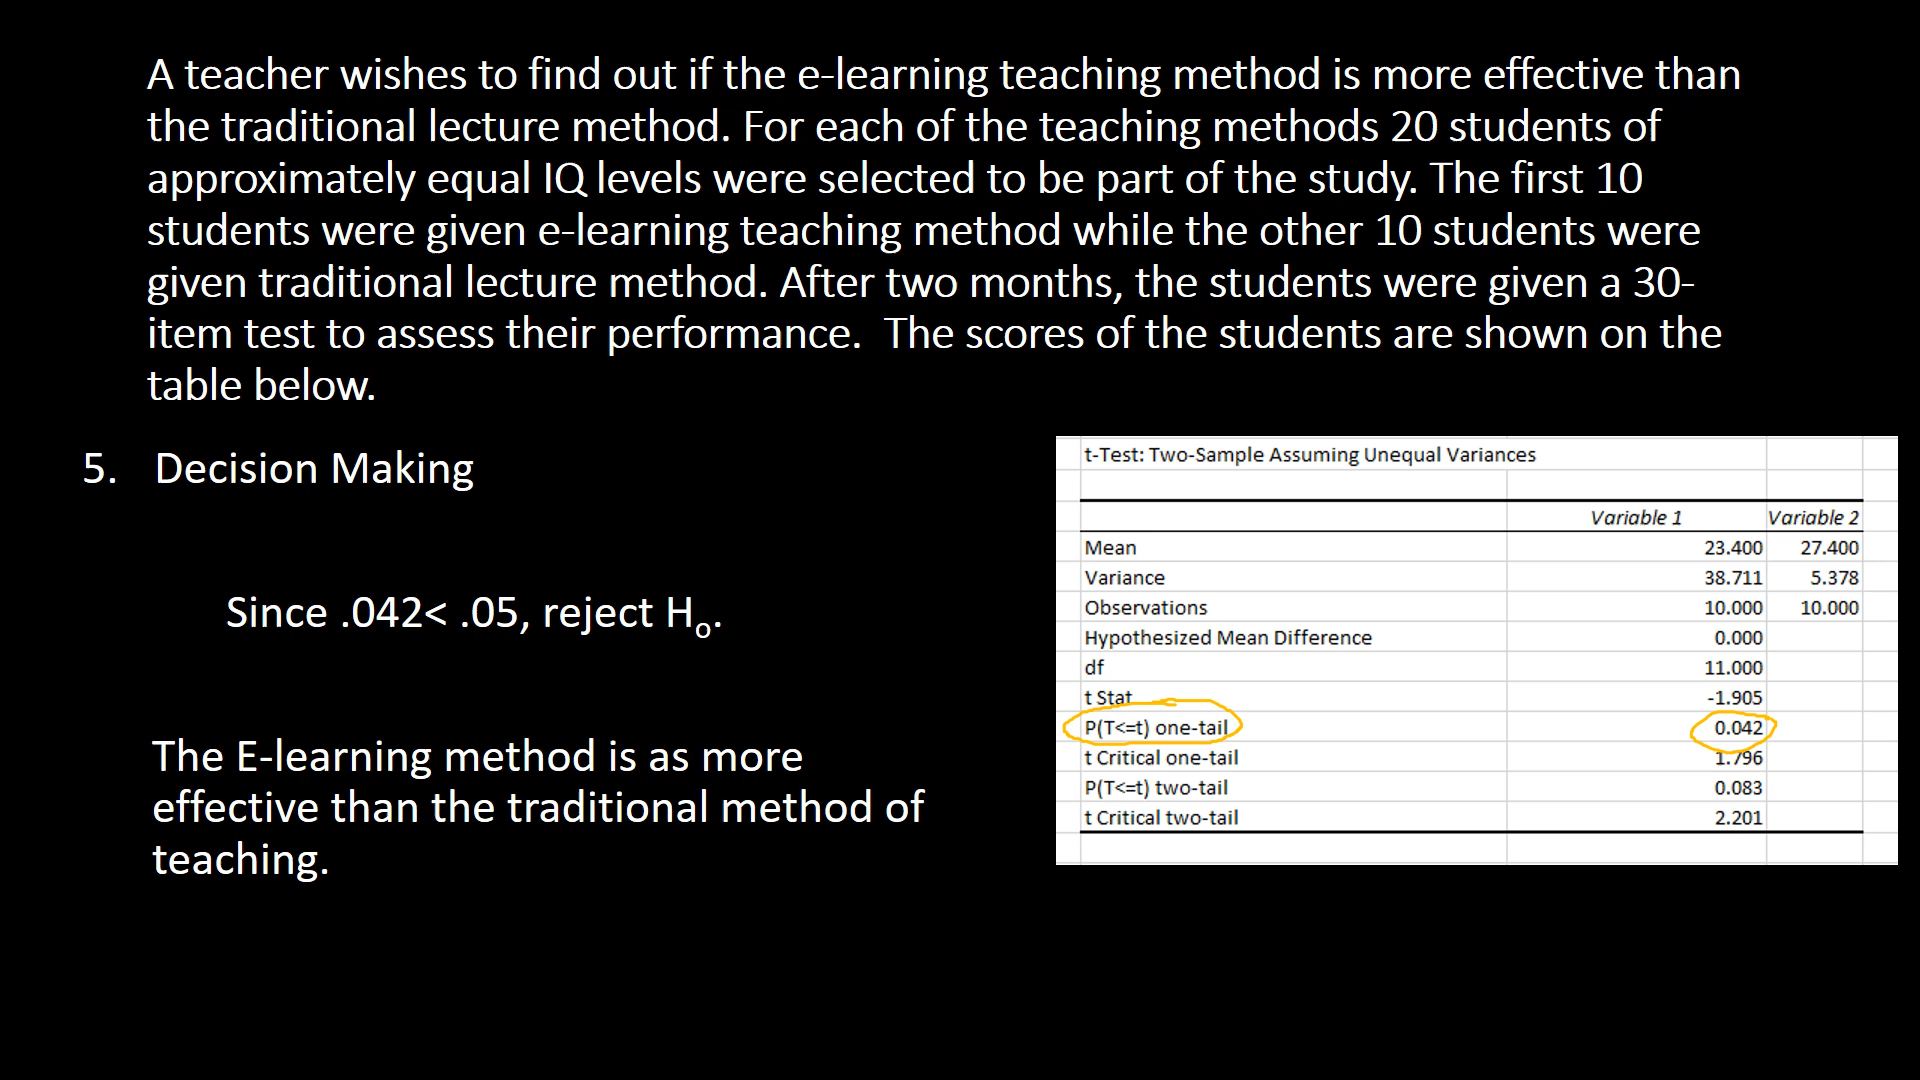 A teacher wishes to find out if the e-learning teaching method is more effective than
the traditional lecture method. For each of the teaching methods 20 students of
approximately equal IQ levels were selected to be part of the study. The first 10
students were given e-learning teaching method while the other 10 students were
given traditional lecture method. After two months, the students were given a 30-
item test to assess their performance.  The scores of the students are shown on the
table below.
5. Decision Making
Since .042< .05, reject Ho.
The E-learning method is as more
effective than the traditional method of
teaching.
t-Test: Two-Sample Assuming Unequal Variances
Variable 1 Variable 2
Mean 23.400 27.400
Variance 38.711 5.378
Observations 10.000 10.000
Hypothesized Mean Difference 0.000
df 11.000
t Stat -1.905
P(T<=t) one-tail 0.042
t Critical one-tail 1.796
P(T<=t) two-tail 0.083
t Critical two-tail 2.201